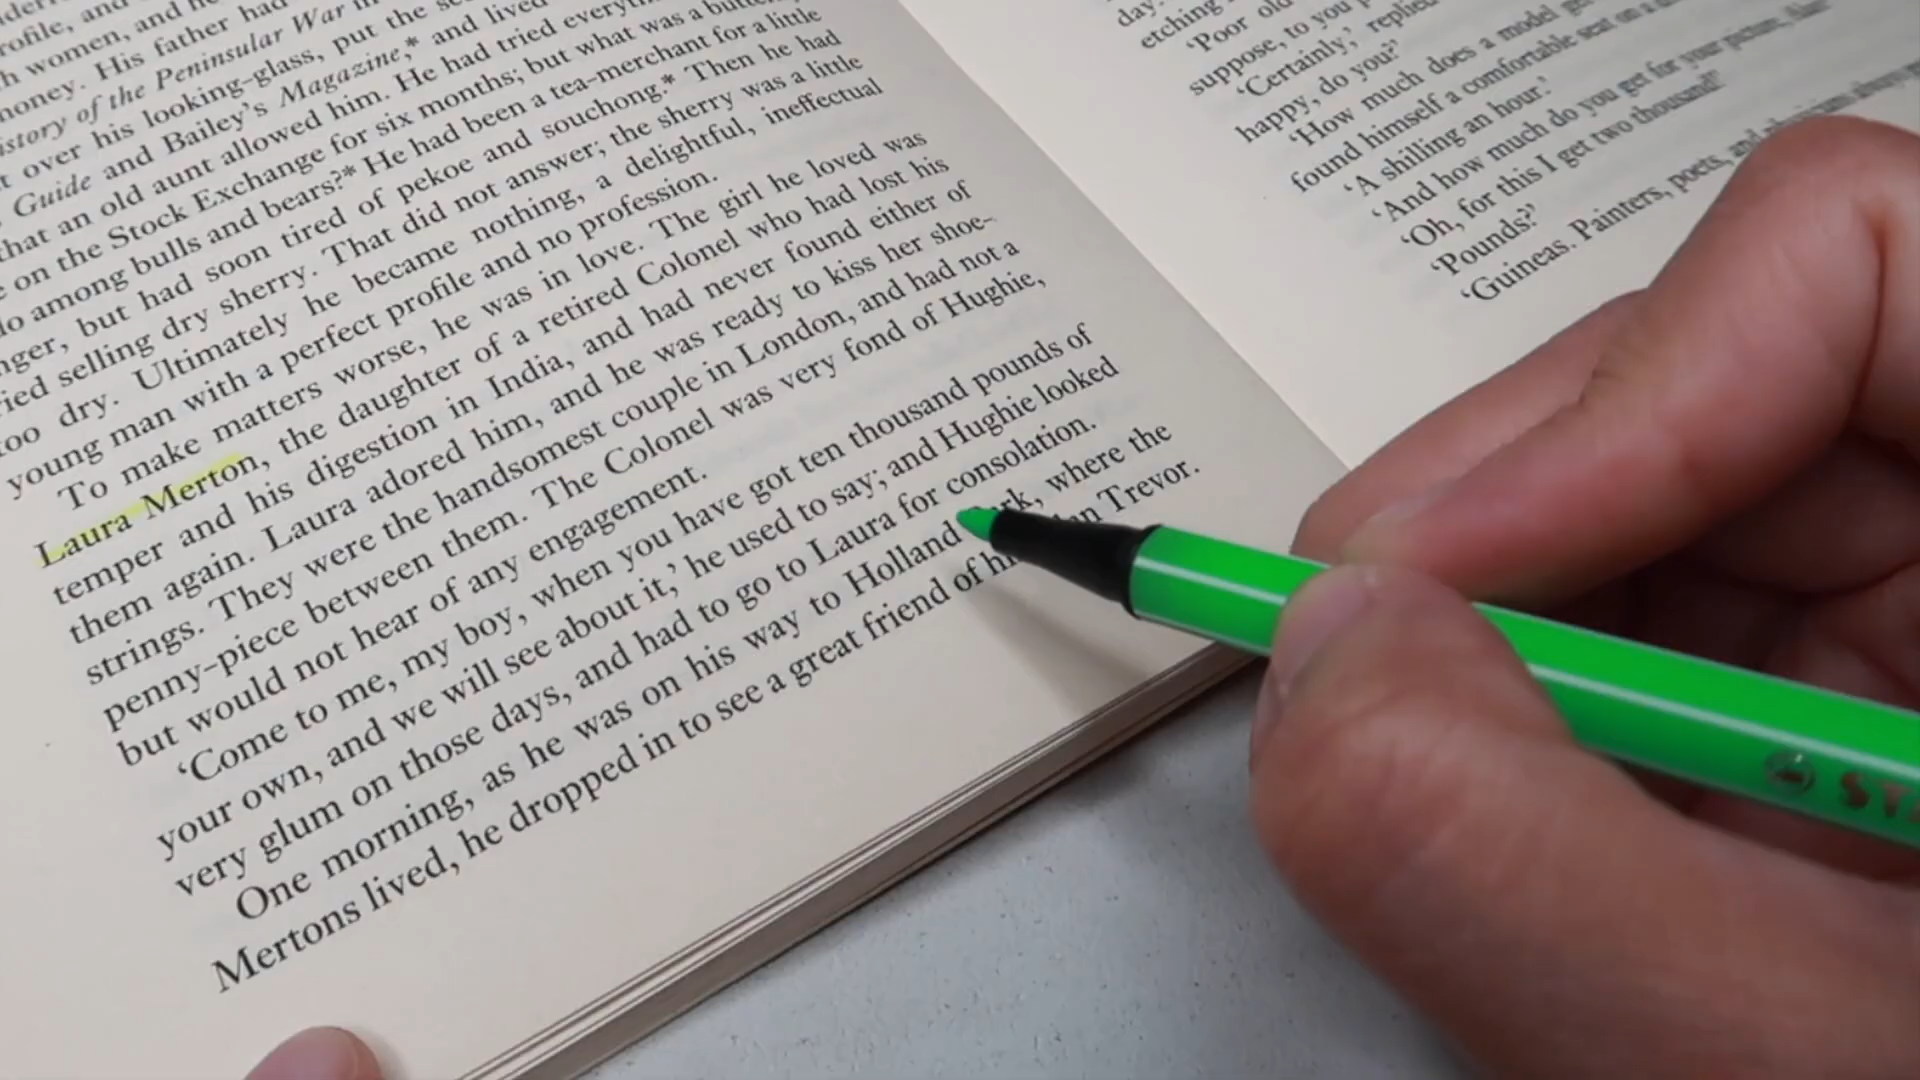 rofile, and
h women, and he
money. His father had
istory of the Peninsular War in
t over his looking-glass, put the se
Guide and Bailey's Magazine,* and lived
that an old aunt allowed him. He had tried everyth
e on the Stock Exchange for six months; but what was a butter
do among bulls and bears?* He had been a tea-merchant for a little
nger, but had soon tired of pekoe and souchong.* Then he had
ried selling dry sherry. That did not answer; the sherry was a little
too dry. Ultimately he became nothing, a delightful, ineffectual
young man with a perfect profile and no profession.
To make matters worse, he was in love. The girl he loved was
Laura Merton, the daughter of a retired Colonel who had lost his
temper and his digestion in India, and had never found either of
them again. Laura adored him, and he was ready to kiss her shoe-
strings. They were the handsomest couple in London, and had not a
penny-piece between them. The Colonel was very fond of Hughie,
but would not hear of any engagement.
‘Come to me, my boy, when you have got ten thousand pounds of
your own, and we will see about it,’ he used to say; and Hughie looked
very glum on those days, and had to go to Laura for consolation.
One morning, as he was on his way to Holland rk, where the
Mertons lived, he dropped in to see a great friend of hi an Trevor.
day.
etching
‘Poor old
suppose, to you p
‘Certainly,’ replied
happy, do you?’
‘How much does a model ge
found himself a comfortable seat on a
‘A shilling an hour.’
‘And how much do you get for your picture,
‘Oh, for this I get two thousand!’
‘Pounds?’
‘Guineas. Painters, poets, and
STA